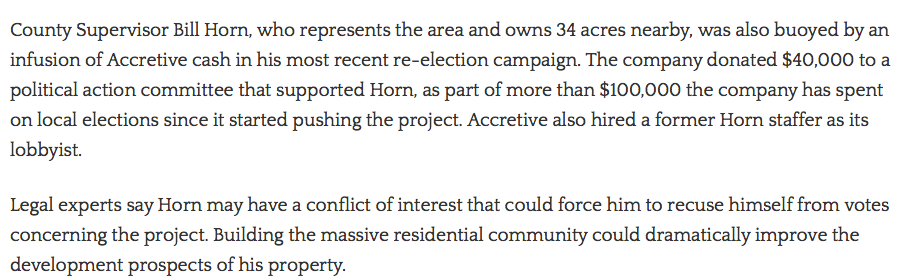 County Supervisor Bill Horn, who represents the area and owns 34 acres nearby, was also buoyed by an
infusion of Accretive cash in his most recent re-election campaign. The company donated $40,000 to a
political action committee that supported Horn, as part of more than $100,000 the company has spent
on local elections since it started pushing the project. Accretive also hired a former Horn staffer as its
lobbyist.
Legal experts say Horn may have a conflict of interest that could force him to recuse himself from votes
concerning the project. Building the massive residential community could dramatically improve the
development prospects of his property.